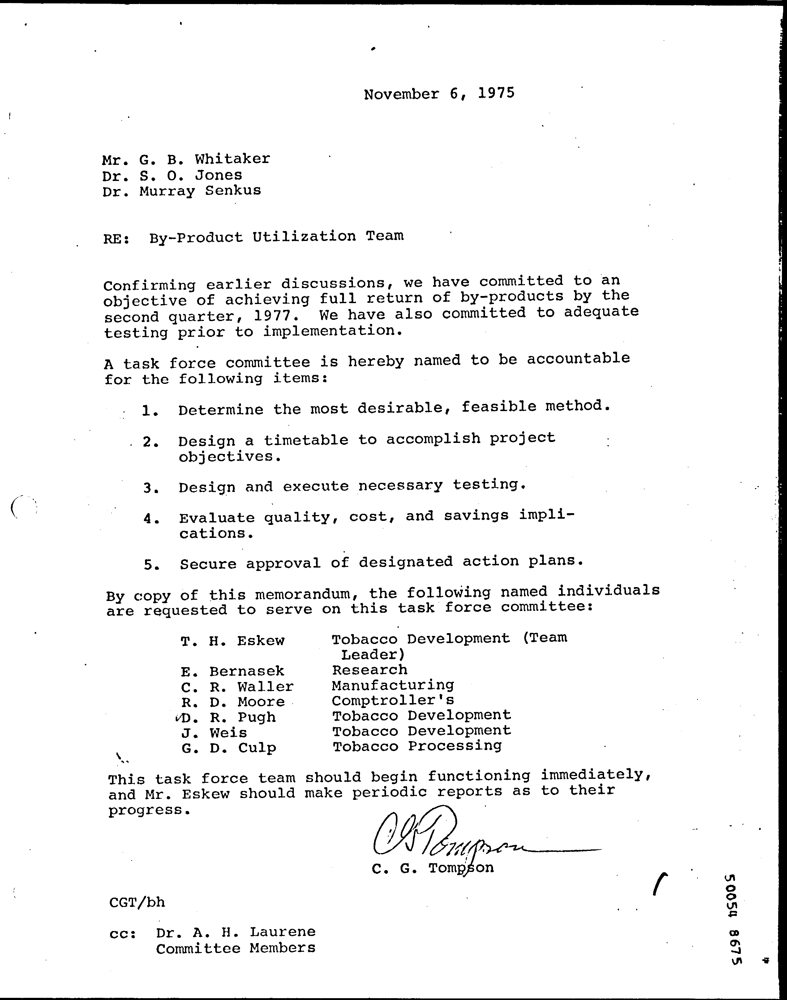 November 6, 1975
Mr. G. B. Whitaker
Dr. S. O. Jones
Dr. Murray Senkus
RE: By-Product Utilization Team
Confirming earlier discussions, we have committed to an
objective of achieving full return of by-products by the
second quarter, 1977. We have also committed to adequate
testing prior to implementation.
A task force committee is hereby named to be accountable
for the following items:
1. Determine the most desirable, feasible method.
2. Design a timetable to accomplish project
objectives.
3. Design and execute necessary testing.
4. Evaluate quality, cost, and savings impli-
cations.
5. Secure approval of designated action plans.
By copy of this memorandum, the following named individuals
are requested to serve on this task force committee:
T. H. Eskew Tobacco Development (Team
Leader)
E. Bernasek Research
C. R. Waller Manufacturing
R. D. Moore Comptroller's
✓D. R. Pugh Tobacco Development
J. Weis Tobacco Development
G. D. Culp Tobacco Processing
This task force team should begin functioning immediately,
and Mr. Eskew should make periodic reports as to their
progress.
CGTompson
C. G. Tompson
CGT/bh
cc: Dr. A. H. Laurene
Committee Members
50054 8675